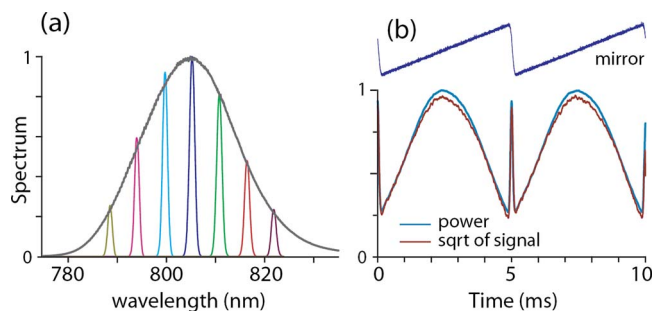 (a)
1
Spectrum
0
780
800
820
wavelength (nm)
(b)
mirror
1
power
sqrt of signal
0
0
5
10
Time (ms)